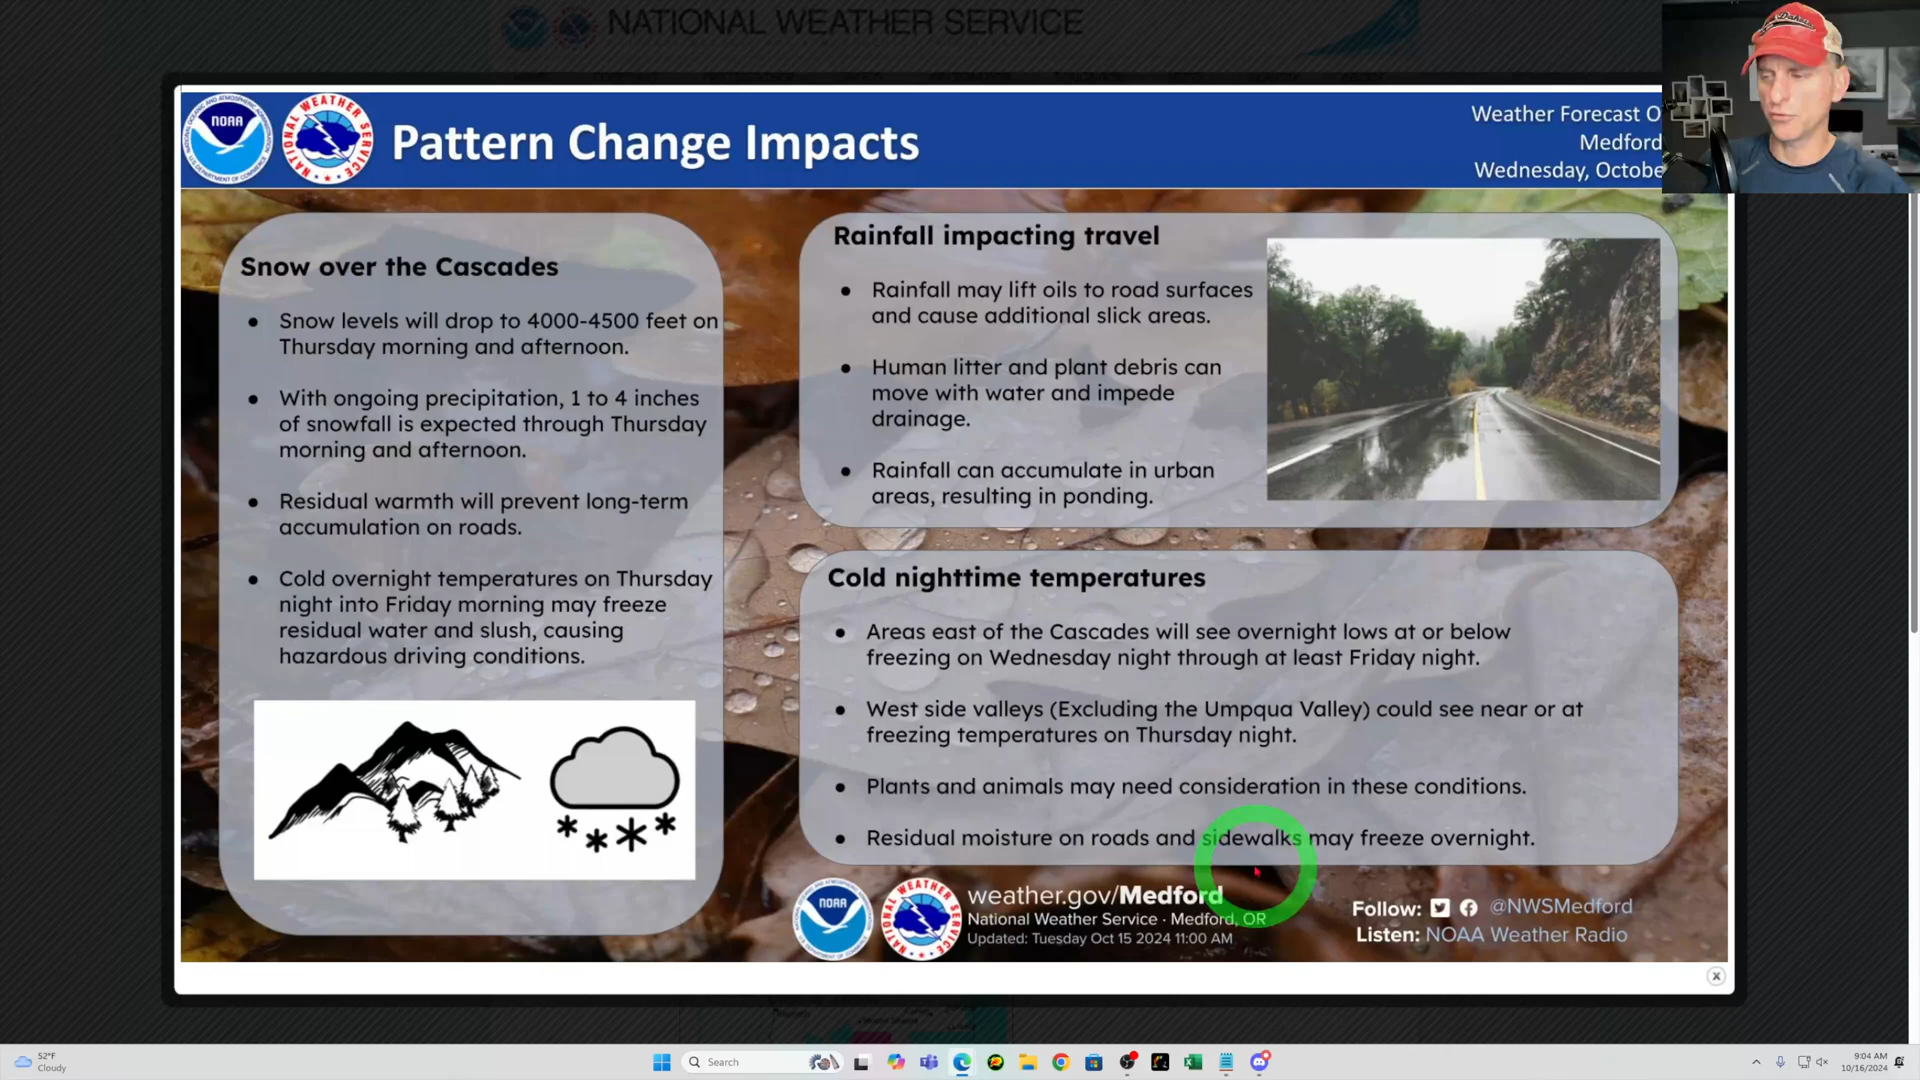 NATIONAL WEATHER SERVICE
NOAA
Pattern Change Impacts
Weather Forecast O
Medford
Wednesday, Octobe
Snow over the Cascades
Snow levels will drop to 4000-4500 feet on
Thursday morning and afternoon.
With ongoing precipitation, 1 to 4 inches
of snowfall is expected through Thursday
morning and afternoon.
Residual warmth will prevent long-term
accumulation on roads.
Cold overnight temperatures on Thursday
night into Friday morning may freeze
residual water and slush, causing
hazardous driving conditions.
Rainfall impacting travel
Rainfall may lift oils to road surfaces
and cause additional slick areas.
Human litter and plant debris can
move with water and impede
drainage.
Rainfall can accumulate in urban
areas, resulting in ponding.
Cold nighttime temperatures
Areas east of the Cascades will see overnight lows at or below
freezing on Wednesday night through at least Friday night.
West side valleys (Excluding the Umpqua Valley) could see near or at
freezing temperatures on Thursday night.
Plants and animals may need consideration in these conditions.
Residual moisture on roads and sidewalks may freeze overnight.
NOAA
weather.gov/Medford
National Weather Service · Medford, OR
Updated: Tuesday Oct 15 2024 11:00 AM
Follow: @NWSMedford
Listen: NOAA Weather Radio
52°F
Cloudy
Search
9:04 AM
10/16/2024